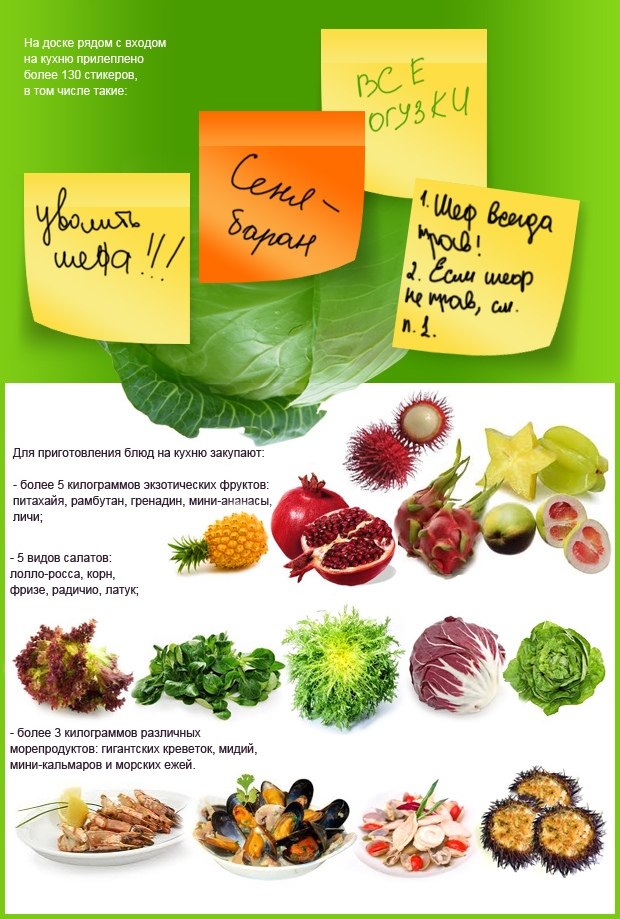 На доске рядом с входом
на кухню прилеплено
более 130 стикеров,
в том числе такие:
ВСЕ
ОГУЗКИ
Сеня –
баран
уволить
шефа!!!
1. Шеф всегда
прав!
2. Если шеф
не прав, см.
п. 1.
Для приготовления блюд на кухню закупают:
- более 5 килограммов экзотических фруктов:
питахайя, рамбутан, гренадин, мини-ананасы,
личи;
- 5 видов салатов:
лолло-росса, корн,
фризе, радичио, латук;
- более 3 килограммов различных
морепродуктов: гигантских креветок, мидий,
мини-кальмаров и морских ежей.